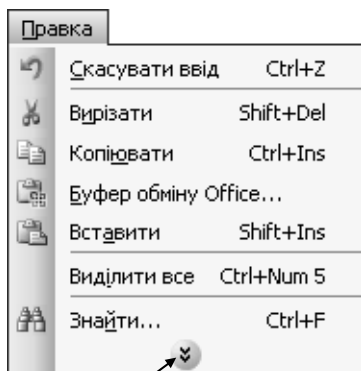 Правка
Скасувати ввід Ctrl+Z
Вирізати Shift+Del
Копіювати Ctrl+Ins
Буфер обміну Office...
Вставити Shift+Ins
Виділити все Ctrl+Num 5
Знайти... Ctrl+F